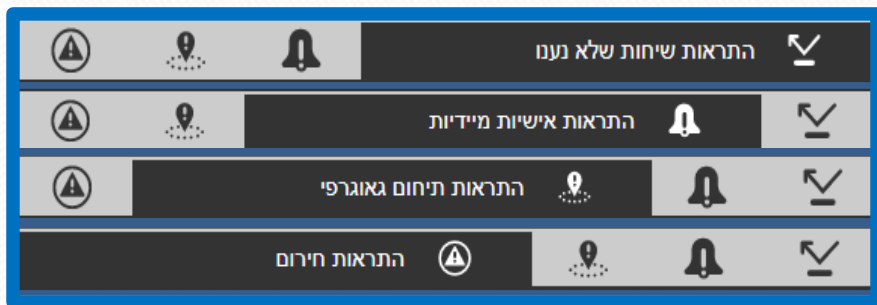 התראות שיחות שלא נענו
התראות אישיות מיידיות
התראות תיחום גאוגרפי
התראות חירום